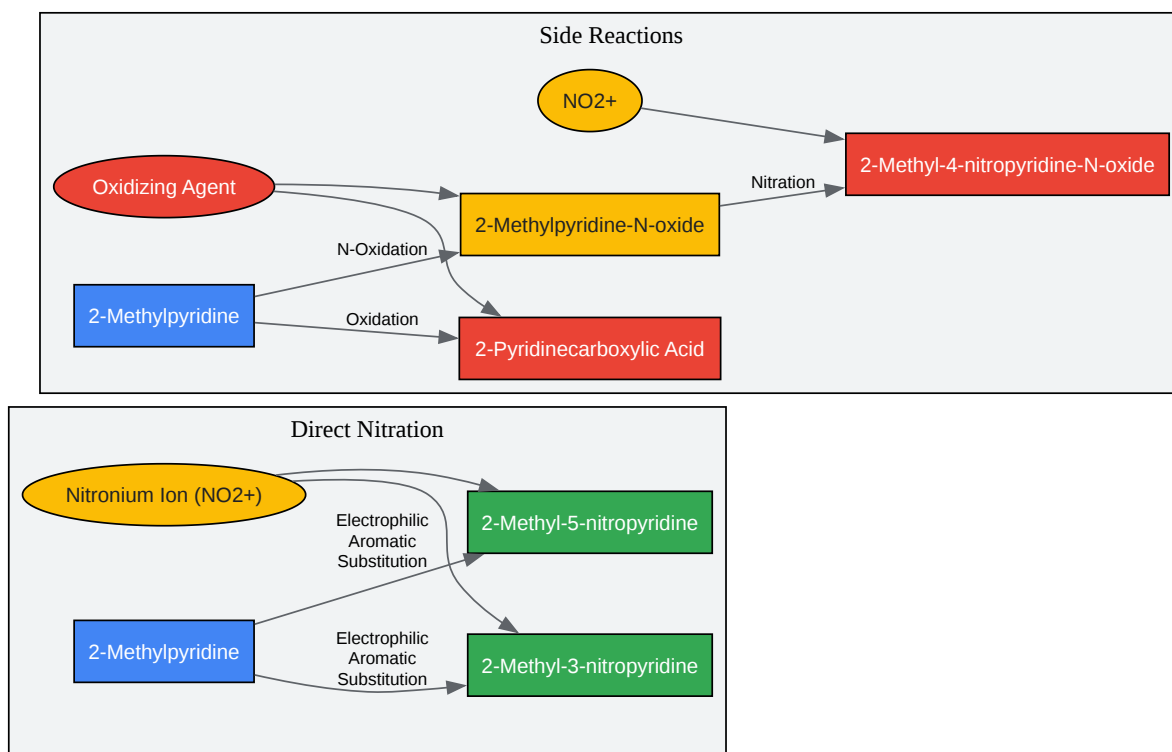 Side Reactions
NO2+
2-Methyl-4-nitropyridine-N-oxide
Oxidizing Agent
Nitration
2-Methylpyridine-N-oxide
N-Oxidation
2-Methylpyridine
Oxidation
2-Pyridinecarboxylic Acid
Direct Nitration
Nitronium Ion (NO2+)
2-Methyl-5-nitropyridine
Electrophilic
Aromatic
Substitution
2-Methylpyridine
Electrophilic
Aromatic
Substitution
2-Methyl-3-nitropyridine